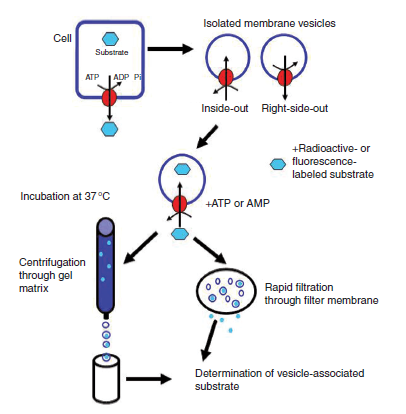 Isolated membrane vesicles
Cell
Substrate
ATP
ADP Pi
Inside-out
Right-side-out
+Radioactive- or
fluorescence-
labeled substrate
+ATP or AMP
Incubation at 37°C
Centrifugation
through gel
matrix
Rapid filtration
through filter membrane
Determination of vesicle-associated
substrate